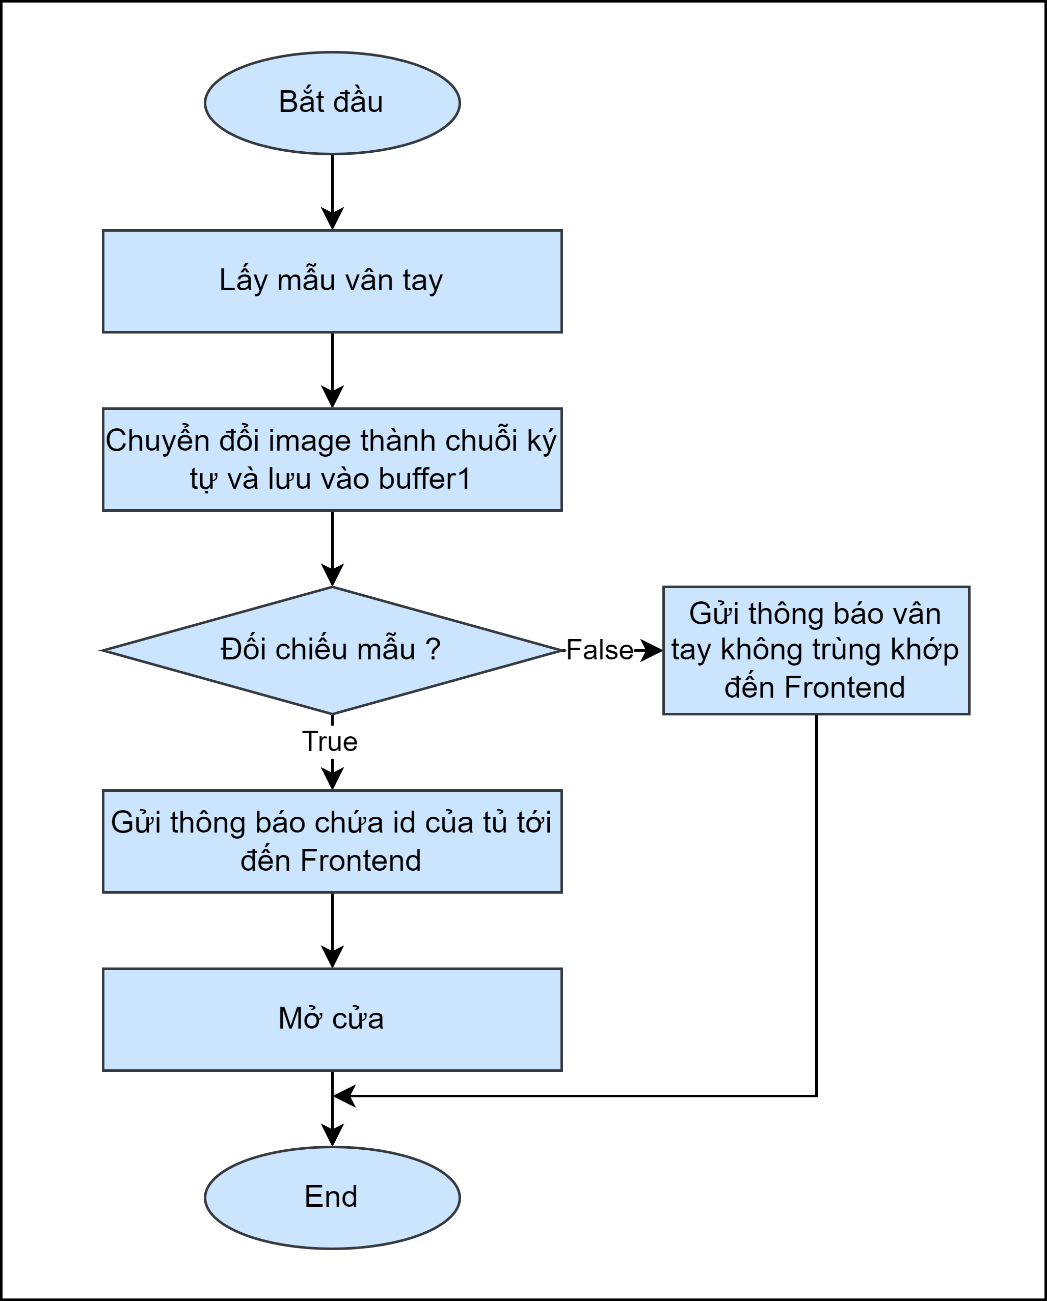 Bắt đầu
Lấy mẫu vân tay
Chuyển đổi image thành chuỗi ký
tự và lưu vào buffer1
Đối chiếu mẫu ?
False
Gửi thông báo vân
tay không trùng khớp
đến Frontend
True
Gửi thông báo chứa id của tủ tới
đến Frontend
Mở cửa
End